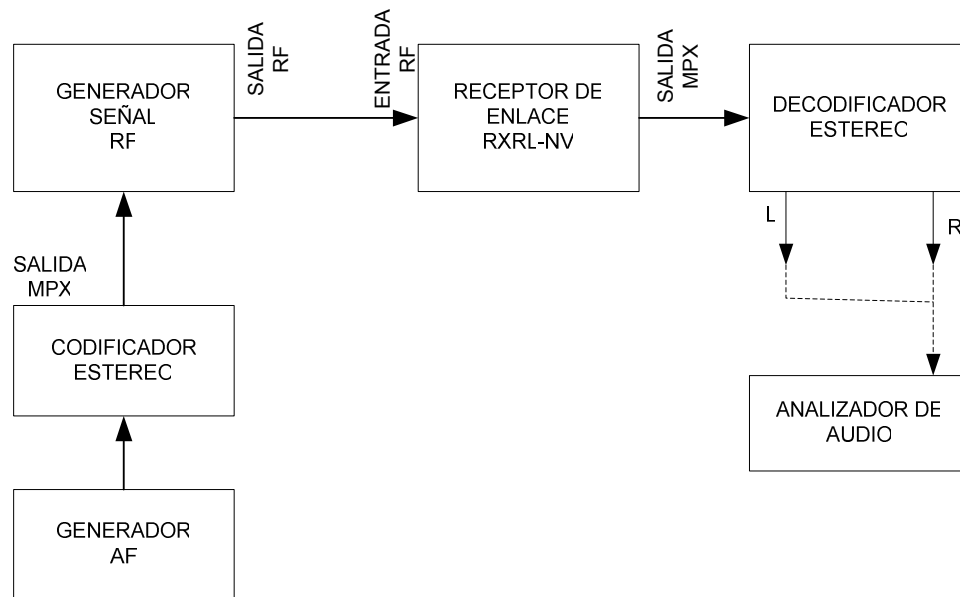 GENERADOR
SEÑAL
RF
SALIDA
RF
ENTRADA
RF
RECEPTOR DE
ENLACE
RXRL-NV
SALIDA
MPX
DECODIFICADOR
ESTEREC
L
R
SALIDA
MPX
CODIFICADOR
ESTEREC
ANALIZADOR DE
AUDIO
GENERADOR
AF